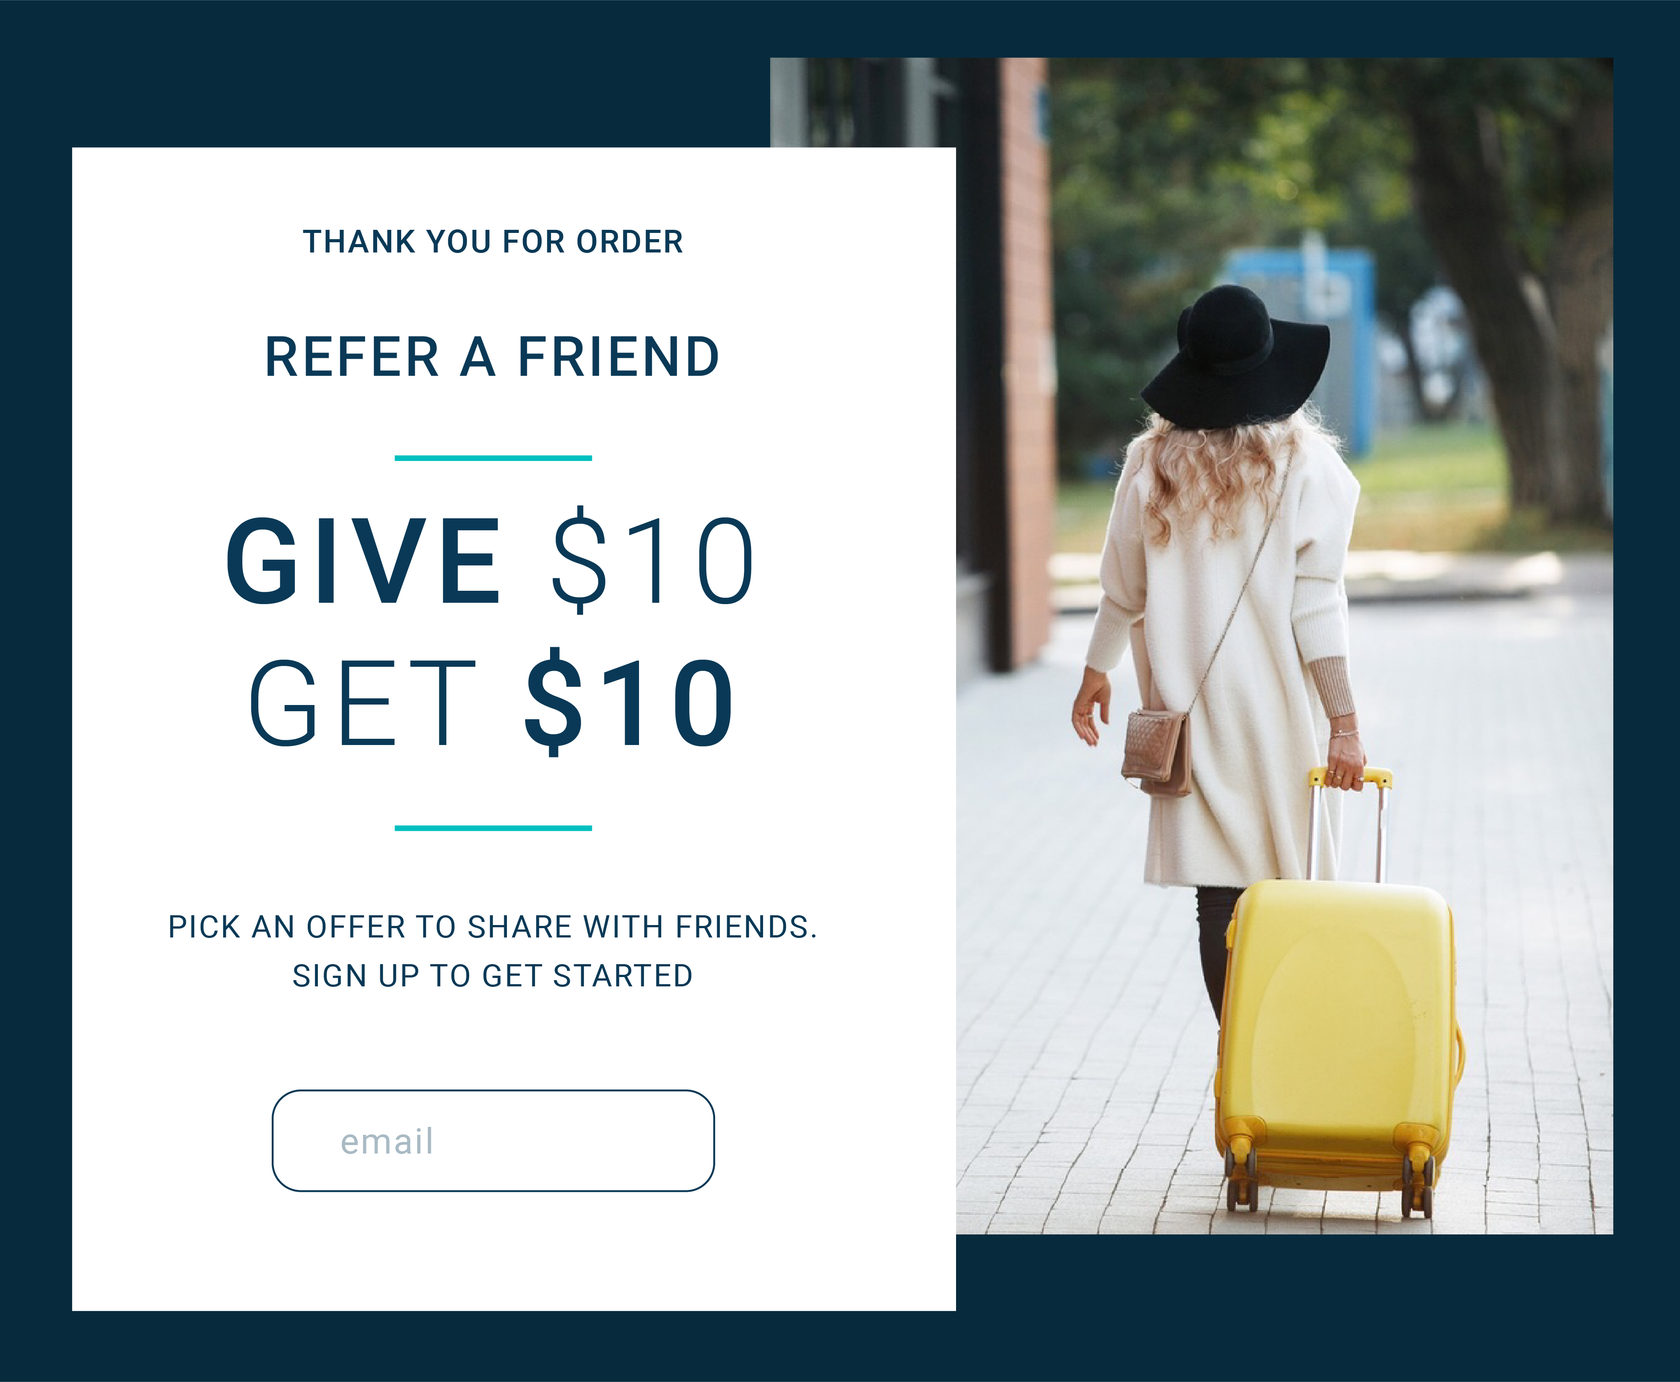 THANK YOU FOR ORDER
REFER A FRIEND
GIVE $10
GET $10
PICK AN OFFER TO SHARE WITH FRIENDS.
SIGN UP TO GET STARTED
email